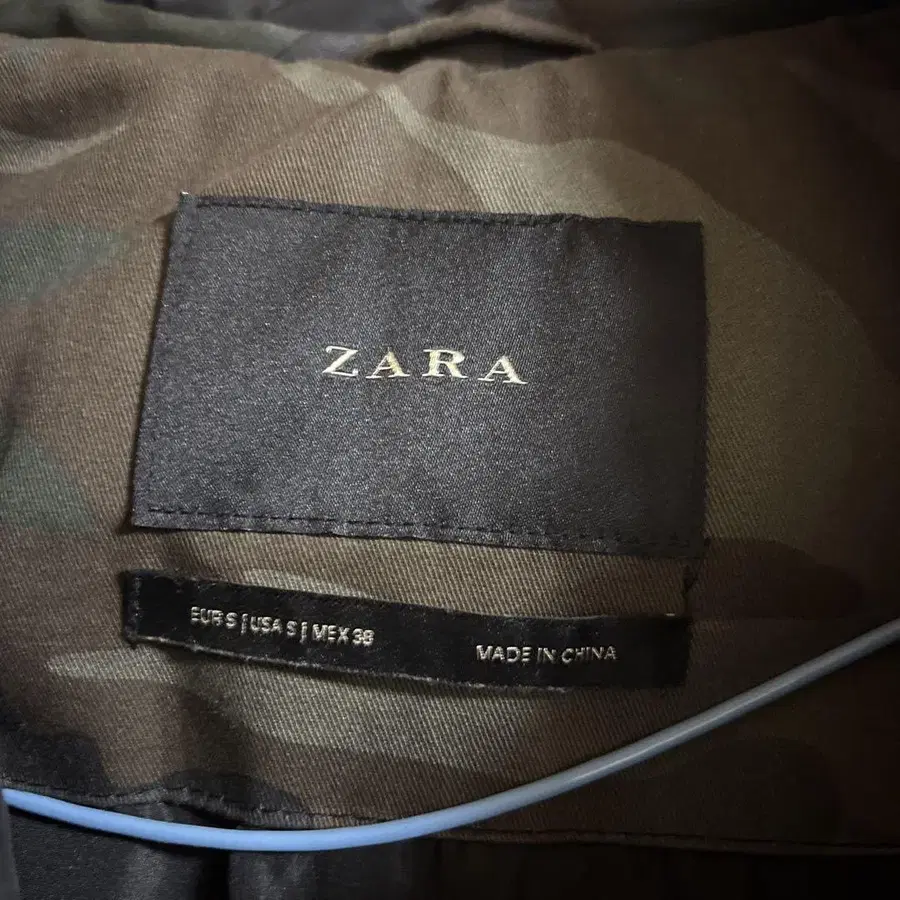 ZARA
EUR S | USA S | MEX 38
MADE IN CHINA